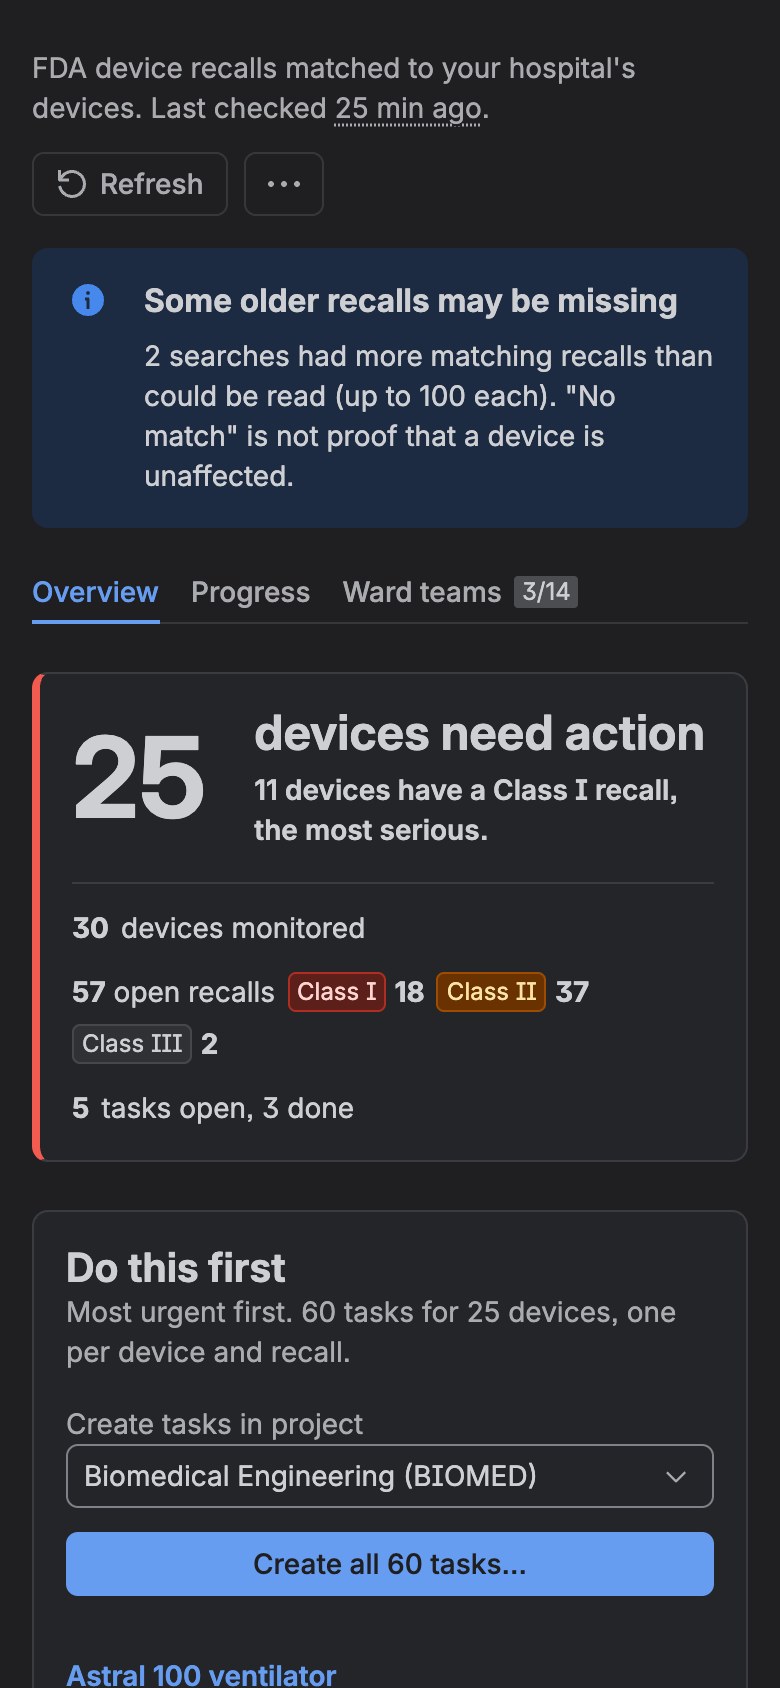 FDA device recalls matched to your hospital's
devices. Last checked 25 min ago.
Refresh
Some older recalls may be missing
2 searches had more matching recalls than
could be read (up to 100 each). "No
match" is not proof that a device is
unaffected.
Overview Progress Ward teams 3/14
25 devices need action
11 devices have a Class I recall,
the most serious.
30 devices monitored
57 open recalls Class I 18 Class II 37
Class III 2
5 tasks open, 3 done
Do this first
Most urgent first. 60 tasks for 25 devices, one
per device and recall.
Create tasks in project
Biomedical Engineering (BIOMED)
Create all 60 tasks...
Astral 100 ventilator